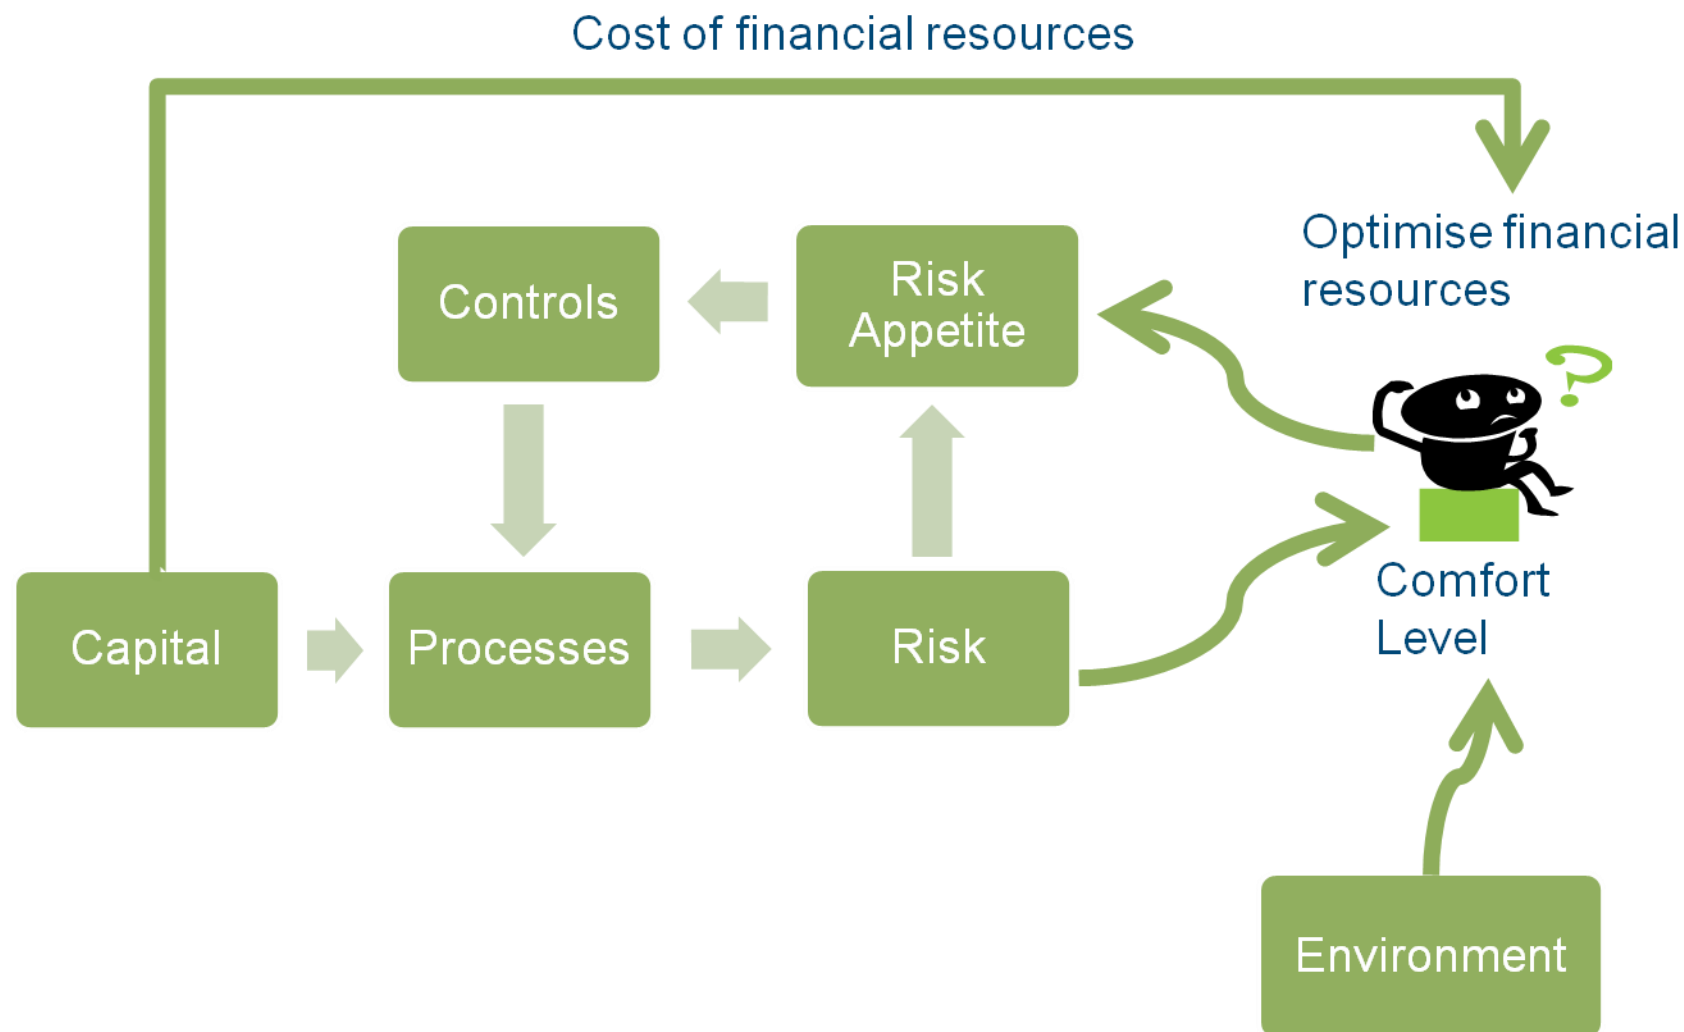 Cost of financial resources
Optimise financial
resources
Controls
Risk
Appetite
Comfort
Level
Capital
Processes
Risk
Environment
?